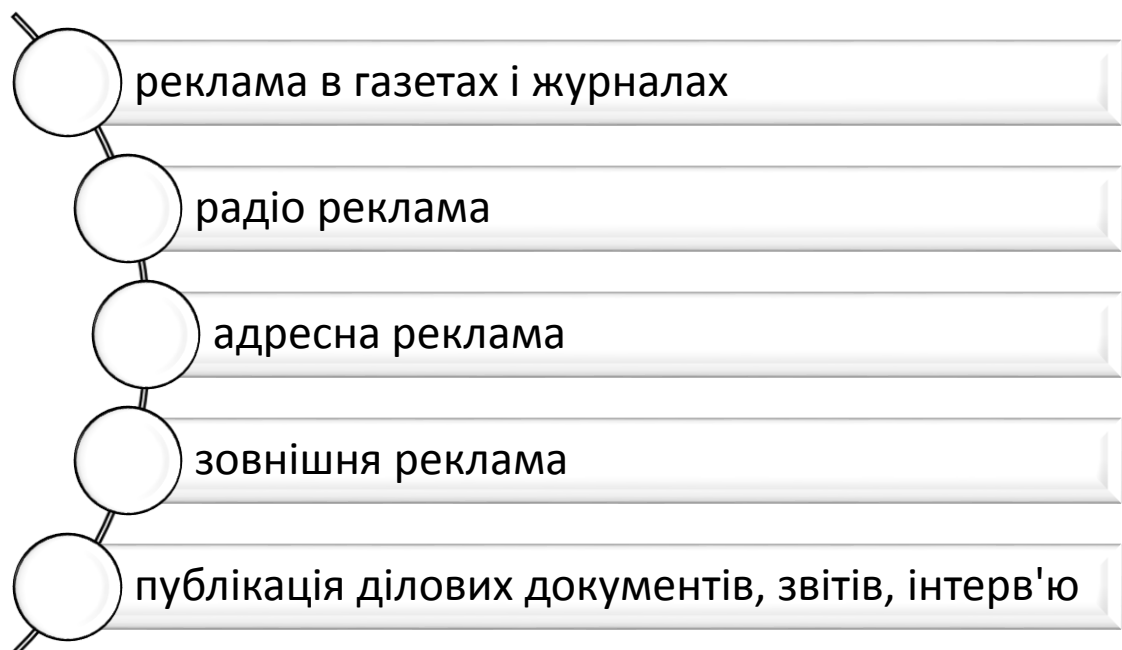 реклама в газетах і журналах
радіо реклама
адресна реклама
зовнішня реклама
публікація ділових документів, звітів, інтерв'ю